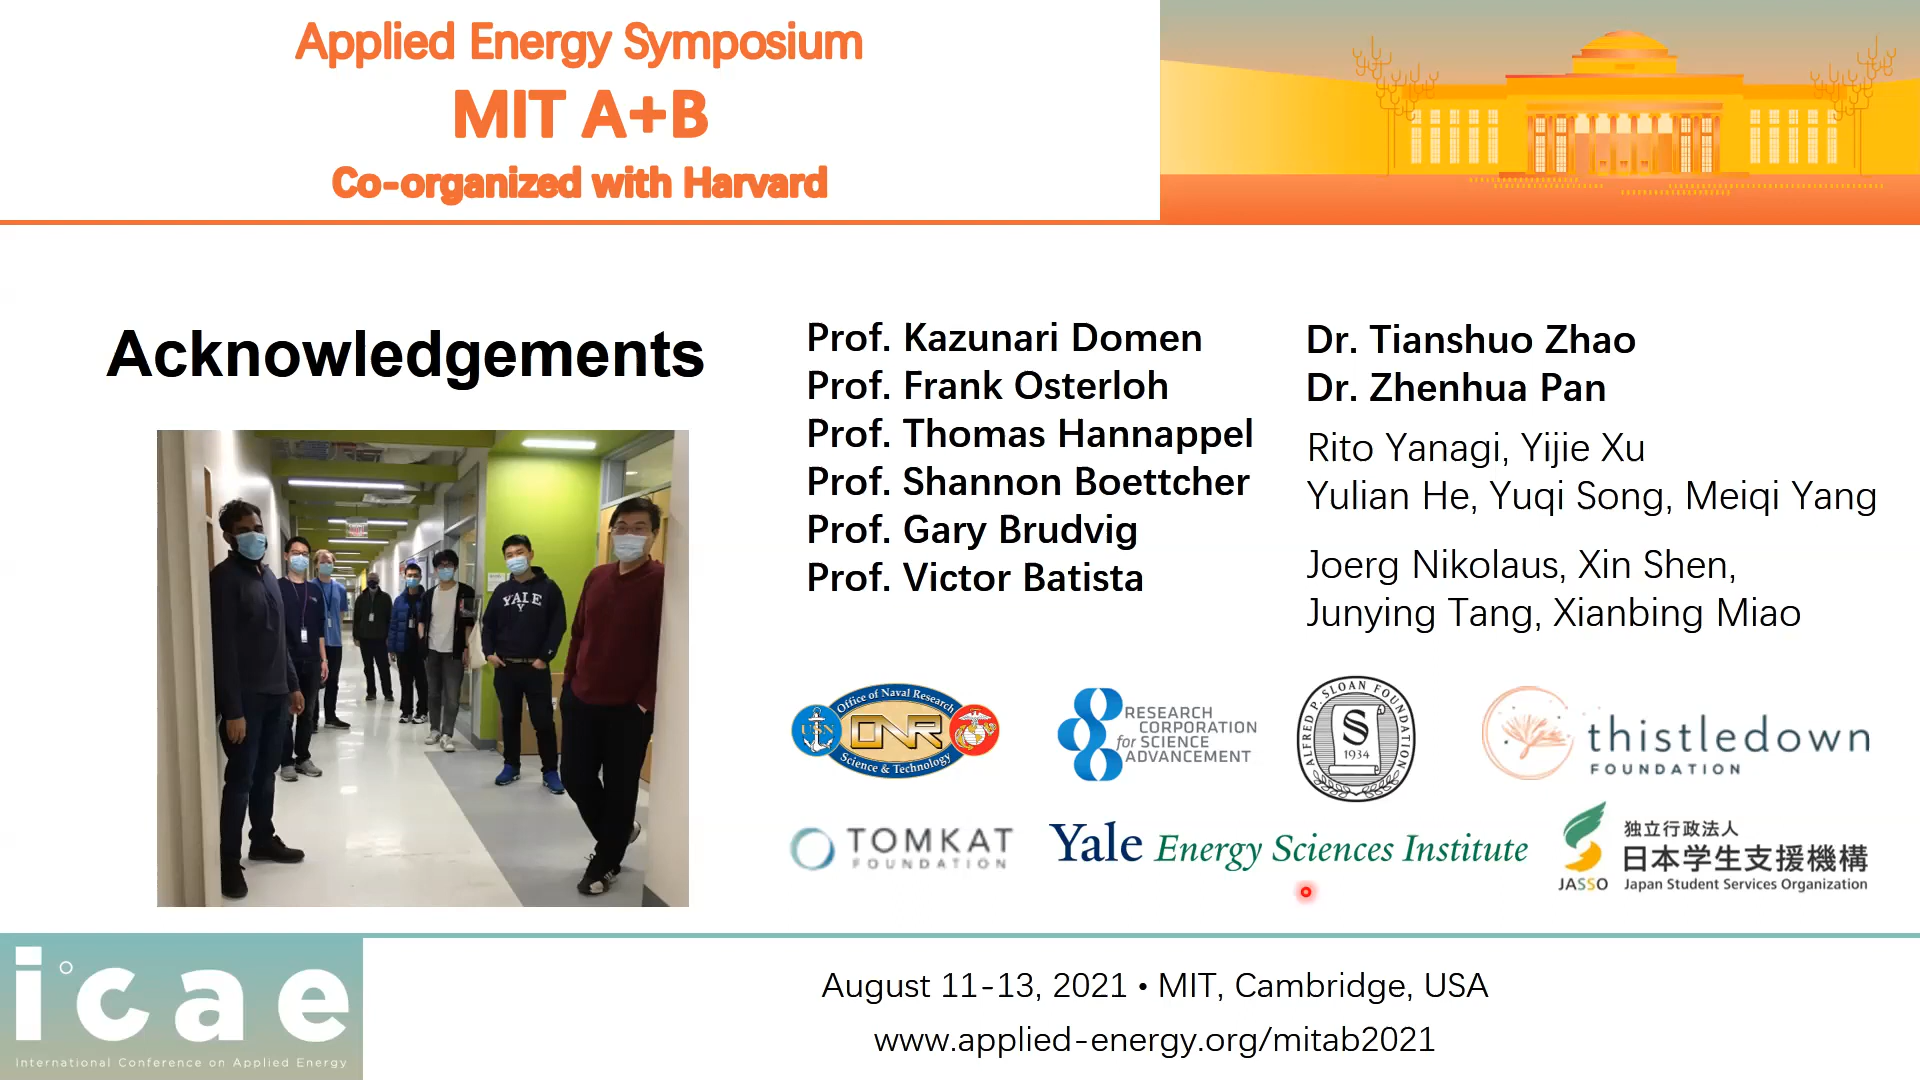 Applied Energy Symposium
MIT A+B
Co-organized with Harvard
Acknowledgements
YALE
Y
Prof. Kazunari Domen
Prof. Frank Osterloh
Prof. Thomas Hannappel
Prof. Shannon Boettcher
Prof. Gary Brudvig
Prof. Victor Batista
Dr. Tianshuo Zhao
Dr. Zhenhua Pan
Rito Yanagi, Yijie Xu
Yulian He, Yuqi Song, Meiqi Yang
Joerg Nikolaus, Xin Shen,
Junying Tang, Xianbing Miao
Office of Naval Research
USN
ONR
Science & Technology
RESEARCH
CORPORATION
for SCIENCE
ADVANCEMENT
ALFRED P. SLOAN FOUNDATION
S
1934
thistledown
FOUNDATION
TOMKAT
FOUNDATION
Yale Energy Sciences Institute
JASSO
独立行政法人
日本学生支援機構
Japan Student Services Organization
icae
International Conference on Applied Energy
August 11-13, 2021 • MIT, Cambridge, USA
www.applied-energy.org/mitab2021